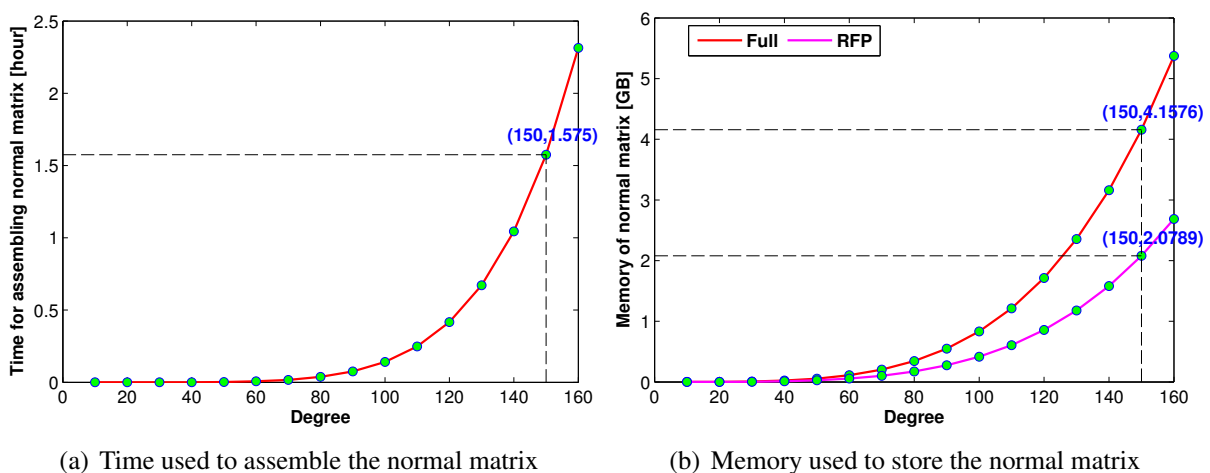 2.5
2
1.5
1
0.5
0
0 20 40 60 80 100 120 140 160
Time for assembling normal matrix [hour]
Degree
(150,1.575)
(a) Time used to assemble the normal matrix
6
5
4
3
2
1
0
0 20 40 60 80 100 120 140 160
Memory of normal matrix [GB]
Degree
Full RFP
(150,4.1576)
(150,2.0789)
(b) Memory used to store the normal matrix